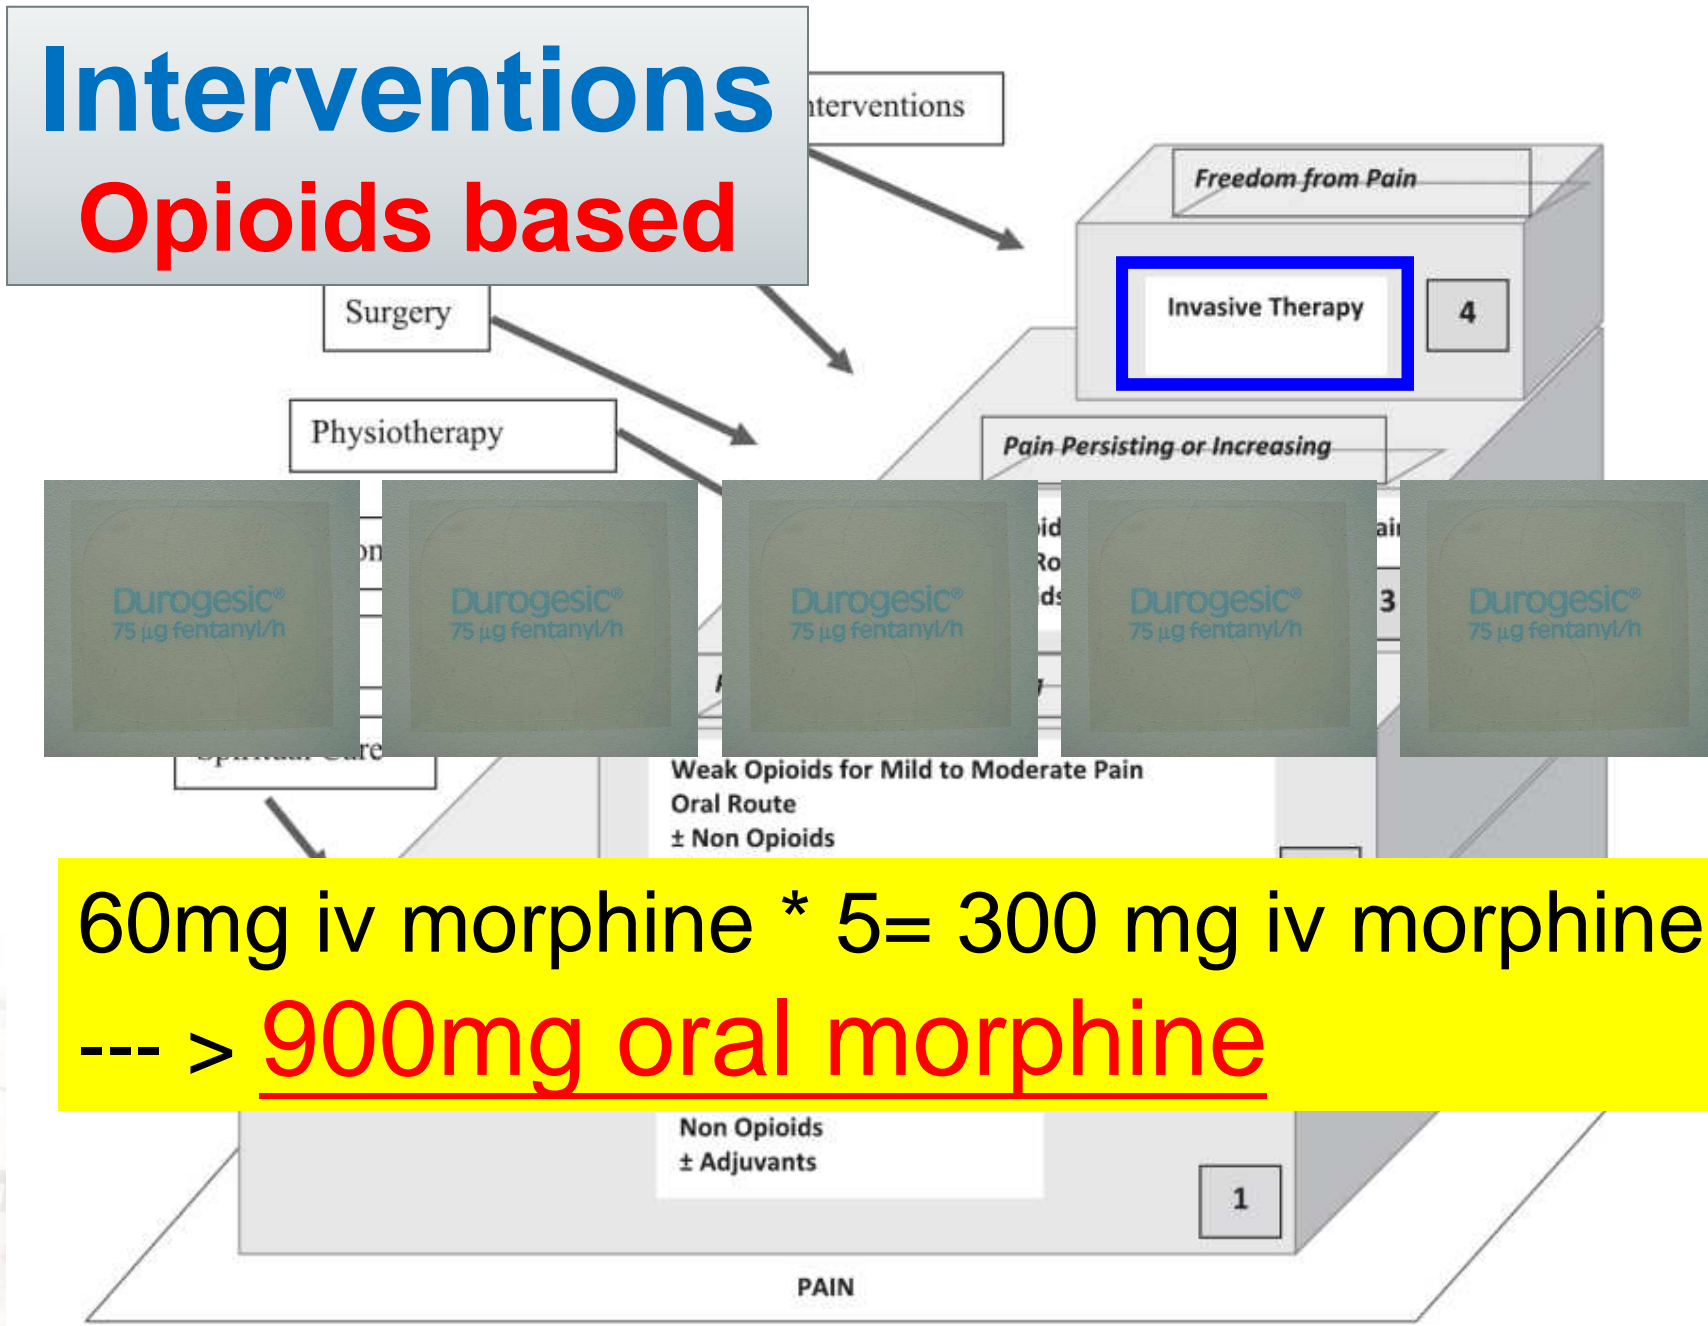 Interventions
Opioids based
nterventions
Freedom from Pain
Invasive Therapy
4
Surgery
Physiotherapy
Pain Persisting or Increasing
Durogesic®
75 µg fentanyl/h
Durogesic®
75 µg fentanyl/h
Durogesic®
75 µg fentanyl/h
Durogesic®
75 µg fentanyl/h
Durogesic®
75 µg fentanyl/h
3
Weak Opioids for Mild to Moderate Pain
Oral Route
± Non Opioids
60mg iv morphine * 5= 300 mg iv morphine
--- > 900mg oral morphine
Non Opioids
± Adjuvants
1
PAIN